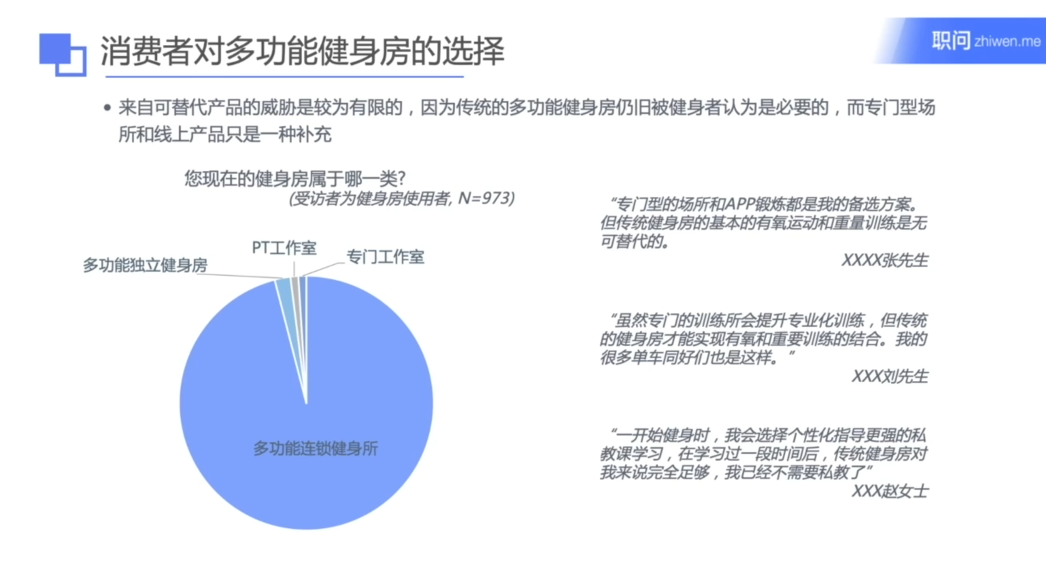 消费者对多功能健身房的选择
职问 zhiwen.me
• 来自可替代产品的威胁是较为有限的，因为传统的多功能健身房仍旧被健身者认为是必要的，而专门型场
所和线上产品只是一种补充
您现在的健身房属于哪一类?
(受访者为健身房使用者, N=973)
PT工作室
专门工作室
多功能独立健身房
多功能连锁健身所
“专门型的场所和APP锻炼都是我的备选方案。
但传统健身房的基本的有氧运动和重量训练是无
可替代的。
XXXX张先生
“虽然专门的训练所会提升专业化训练，但传统
的健身房才能实现有氧和重要训练的结合。我的
很多单车同好们也是这样。”
XXX刘先生
“一开始健身时，我会选择个性化指导更强的私
教课学习，在学习过一段时间后，传统健身房对
我来说完全足够，我已经不需要私教了”
XXX赵女士